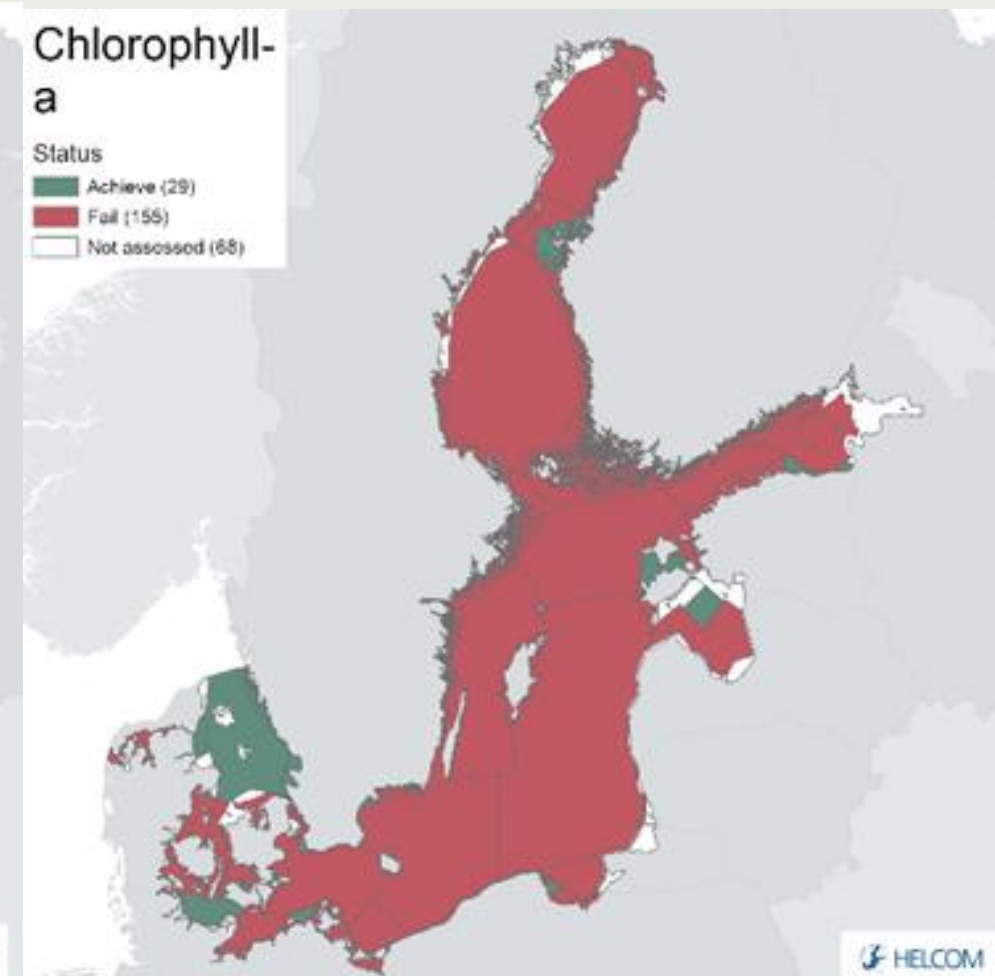 Chlorophyll-
a
Status
Achieve (29)
Fail (155)
Not assessed (68)
HELCOM